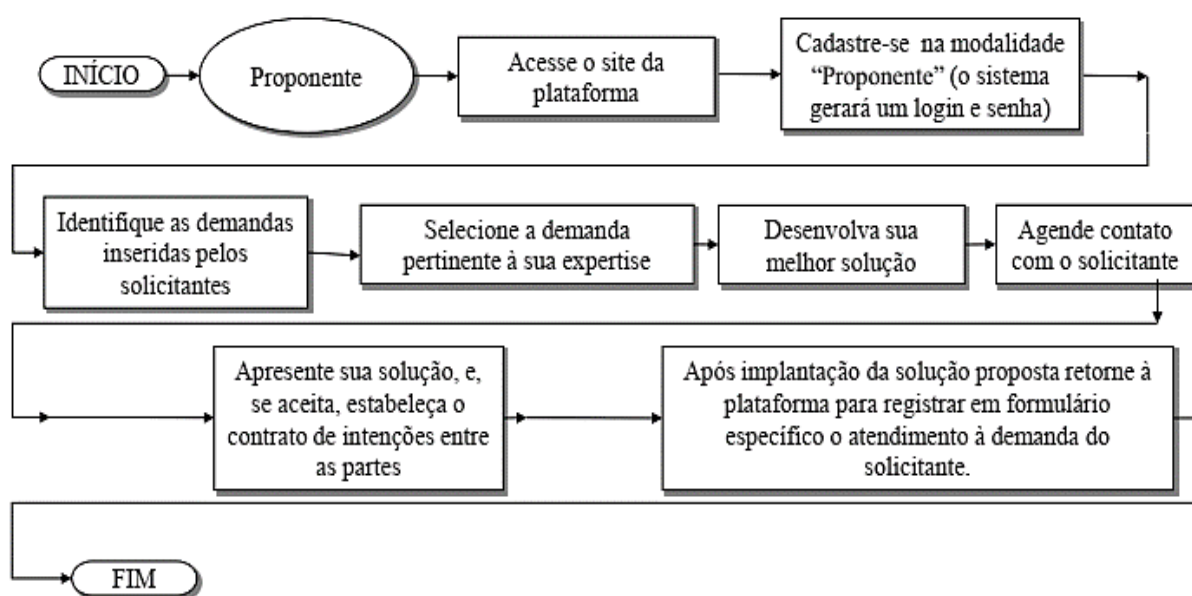 INÍCIO
Proponente
Acesse o site da
plataforma
Cadastre-se na modalidade
“Proponente” (o sistema
gerará um login e senha)
Identifique as demandas
inseridas pelos
solicitantes
Selecione a demanda
pertinente à sua expertise
Desenvolva sua
melhor solução
Agende contato
com o solicitante
Apresente sua solução, e,
se aceita, estabeleça o
contrato de intenções entre
as partes
Após implantação da solução proposta retorne à
plataforma para registrar em formulário
específico o atendimento à demanda do
solicitante.
FIM